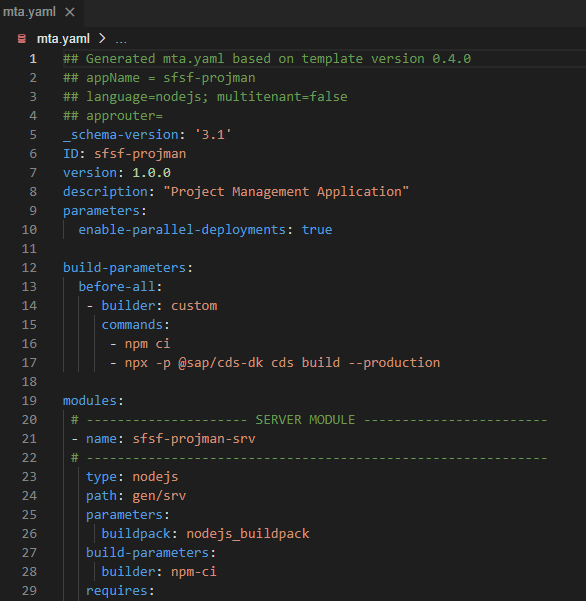 mta.yaml
mta.yaml > ...
1 ## Generated mta.yaml based on template version 0.4.0
2 ## appName = sfsf-projman
3 ## language=nodejs; multitenant=false
4 ## approuter=
5 _schema-version: '3.1'
6 ID: sfsf-projman
7 version: 1.0.0
8 description: "Project Management Application"
9 parameters:
10   enable-parallel-deployments: true
11
12 build-parameters:
13   before-all:
14    - builder: custom
15      commands:
16       - npm ci
17       - npx -p @sap/cds-dk cds build --production
18
19 modules:
20  # --------------------- SERVER MODULE ------------------------
21  - name: sfsf-projman-srv
22  # ------------------------------------------------------------
23    type: nodejs
24    path: gen/srv
25    parameters:
26      buildpack: nodejs_buildpack
27    build-parameters:
28      builder: npm-ci
29    requires: